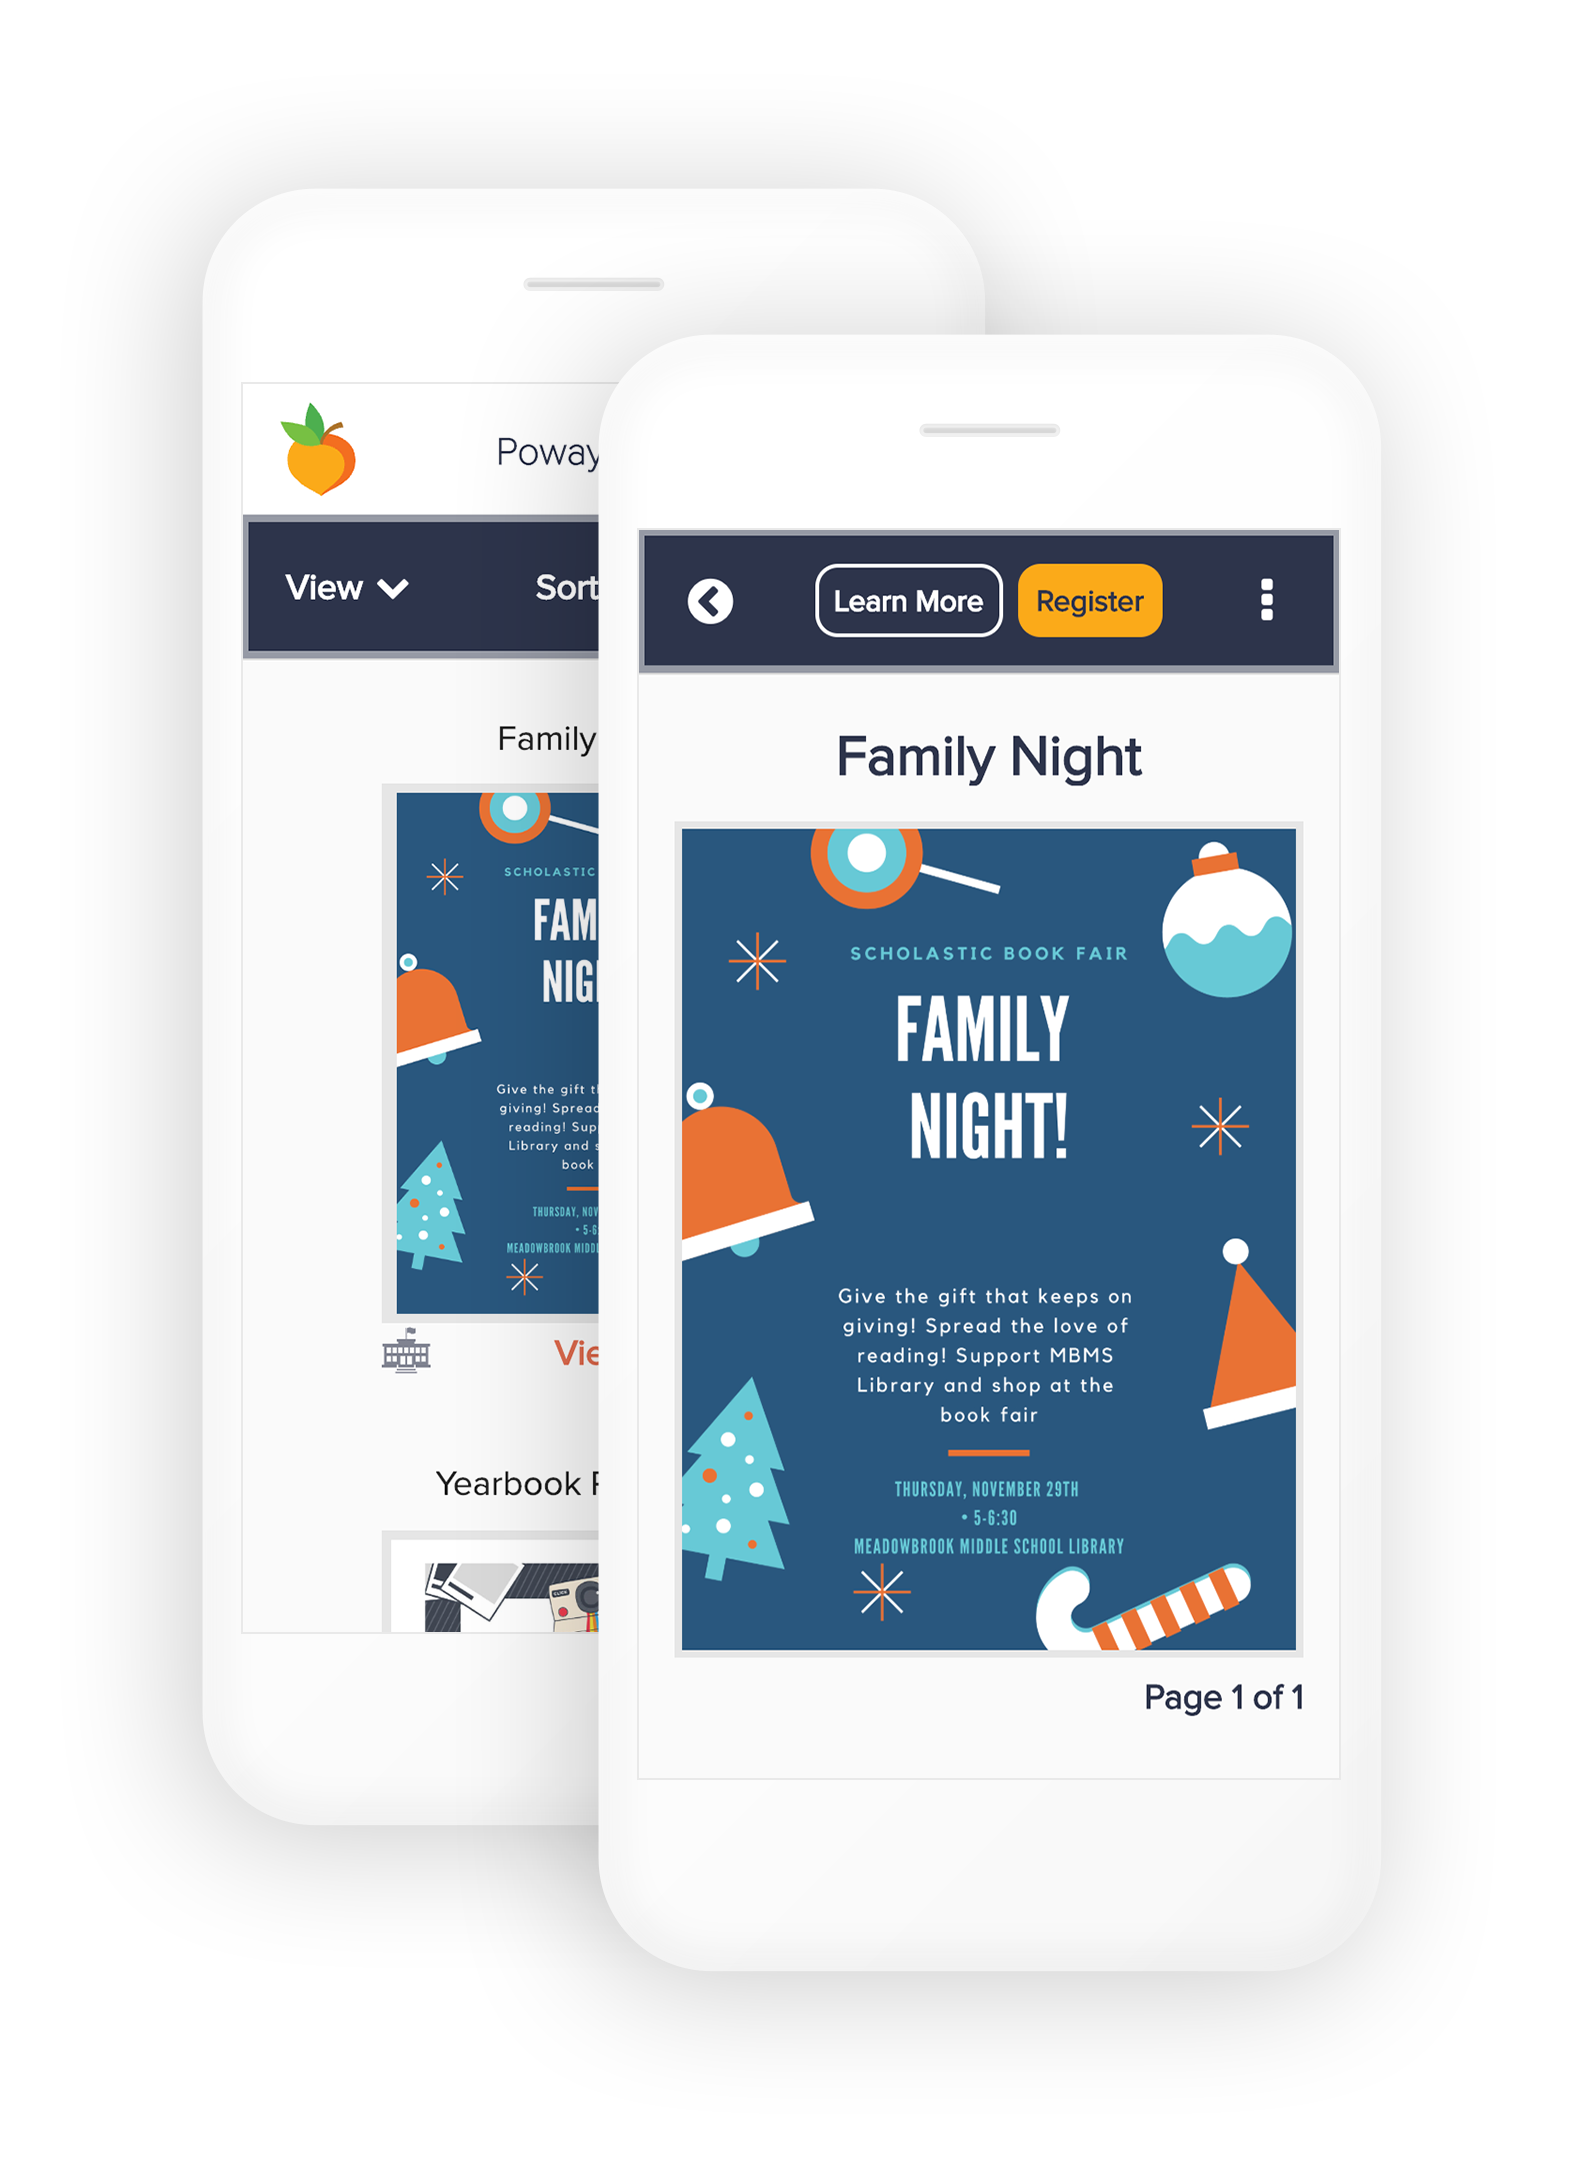 Poway
View
Sort
Family
SCHOLASTIC
FAM
NIG
Give the gift
giving! Spread
reading! Sup
Library and s
book
THURSDAY, NOV
• 5-6:
MEADOWBROOK MIDDL
Vie
Yearbook
Learn More
Register
Family Night
SCHOLASTIC BOOK FAIR
FAMILY
NIGHT!
Give the gift that keeps on
giving! Spread the love of
reading! Support MBMS
Library and shop at the
book fair
THURSDAY, NOVEMBER 29TH
• 5-6:30
MEADOWBROOK MIDDLE SCHOOL LIBRARY
Page 1 of 1